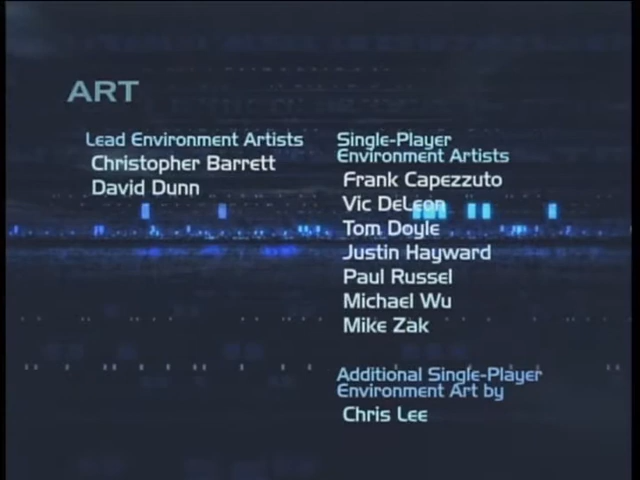 ART
Lead Environment Artists
Christopher Barrett
David Dunn
Single-Player
Environment Artists
Frank Capezzuto
Vic DeLeon
Tom Doyle
Justin Hayward
Paul Russel
Michael Wu
Mike Zak
Additional Single-Player
Environment Art by
Chris Lee